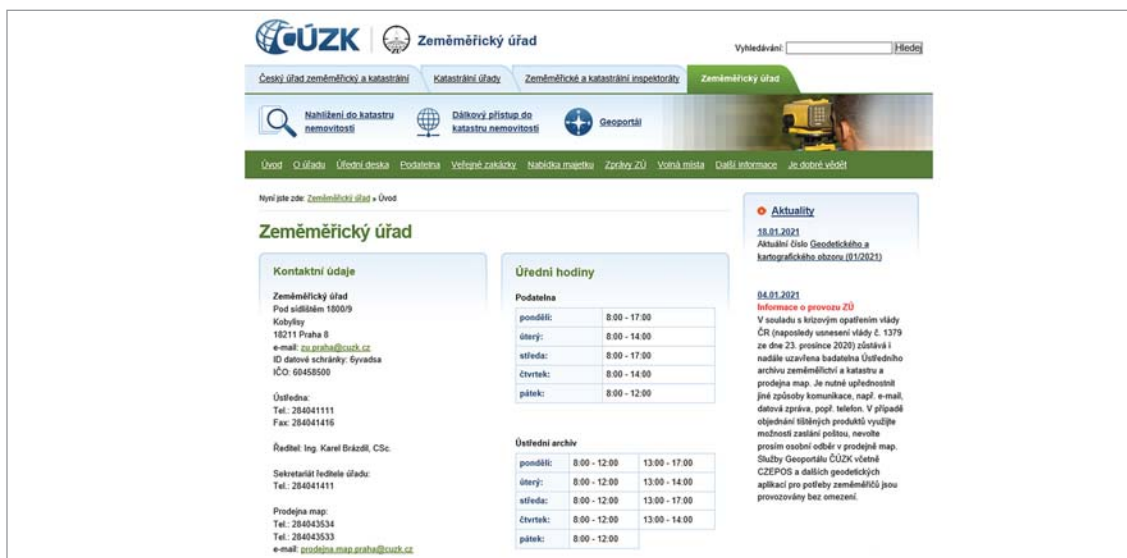 ČÚZK
Zeměměřický úřad
Vyhledávání:
Hledej
Český úřad zeměměřický a katastrální
Katastrální úřady
Zeměměřické a katastrální inspektoráty
Zeměměřický úřad
Nahlížení do katastru
nemovitostí
Dálkový přístup do
katastru nemovitostí
Geoportál
Úvod O úřadu Úřední deska Podatelna Veřejné zakázky Nabídka majetku Zprávy ZÚ Volná místa Další informace Je dobré vědět
Nyní jste zde: Zeměměřický úřad » Úvod
Zeměměřický úřad
Kontaktní údaje
Zeměměřický úřad
Pod sídlištěm 1800/9
Kobylisy
18211 Praha 8
e-mail: zu.praha@cuzk.cz
ID datové schránky: 6yvadsa
IČO: 60458500
Ústředna:
Tel.: 284041111
Fax: 284041416
Ředitel: Ing. Karel Brázdil, CSc.
Sekretariát ředitele úřadu:
Tel.: 284041411
Prodejna map:
Tel.: 284043534
Tel.: 284043533
e-mail: prodejna.map.praha@cuzk.cz
Úřední hodiny
Podatelna
pondělí: 8:00 - 17:00
úterý: 8:00 - 14:00
středa: 8:00 - 17:00
čtvrtek: 8:00 - 14:00
pátek: 8:00 - 12:00
Ústřední archiv
pondělí: 8:00 - 12:00 13:00 - 17:00
úterý: 8:00 - 12:00 13:00 - 14:00
středa: 8:00 - 12:00 13:00 - 17:00
čtvrtek: 8:00 - 12:00 13:00 - 14:00
pátek: 8:00 - 12:00
Aktuality
18.01.2021
Aktuální číslo Geodetického a
kartografického obzoru (01/2021)
04.01.2021
Informace o provozu ZÚ
V souladu s krizovým opatřením vlády
ČR (naposledy usnesení vlády č. 1379
ze dne 23. prosince 2020) zůstává i
nadále uzavřena badatelna Ústředního
archivu zeměměřictví a katastru a
prodejna map. Je nutné upřednostnit
jiné způsoby komunikace, např. e-mail,
datová zpráva, popř. telefon. V případě
objednání tištěných produktů využijte
možnosti zaslání poštou, nevolte
prosím osobní odběr v prodejně map.
Služby Geoportálu ČÚZK včetně
CZEPOS a dalších geodetických
aplikací pro potřeby zeměměřičů jsou
provozovány bez omezení.